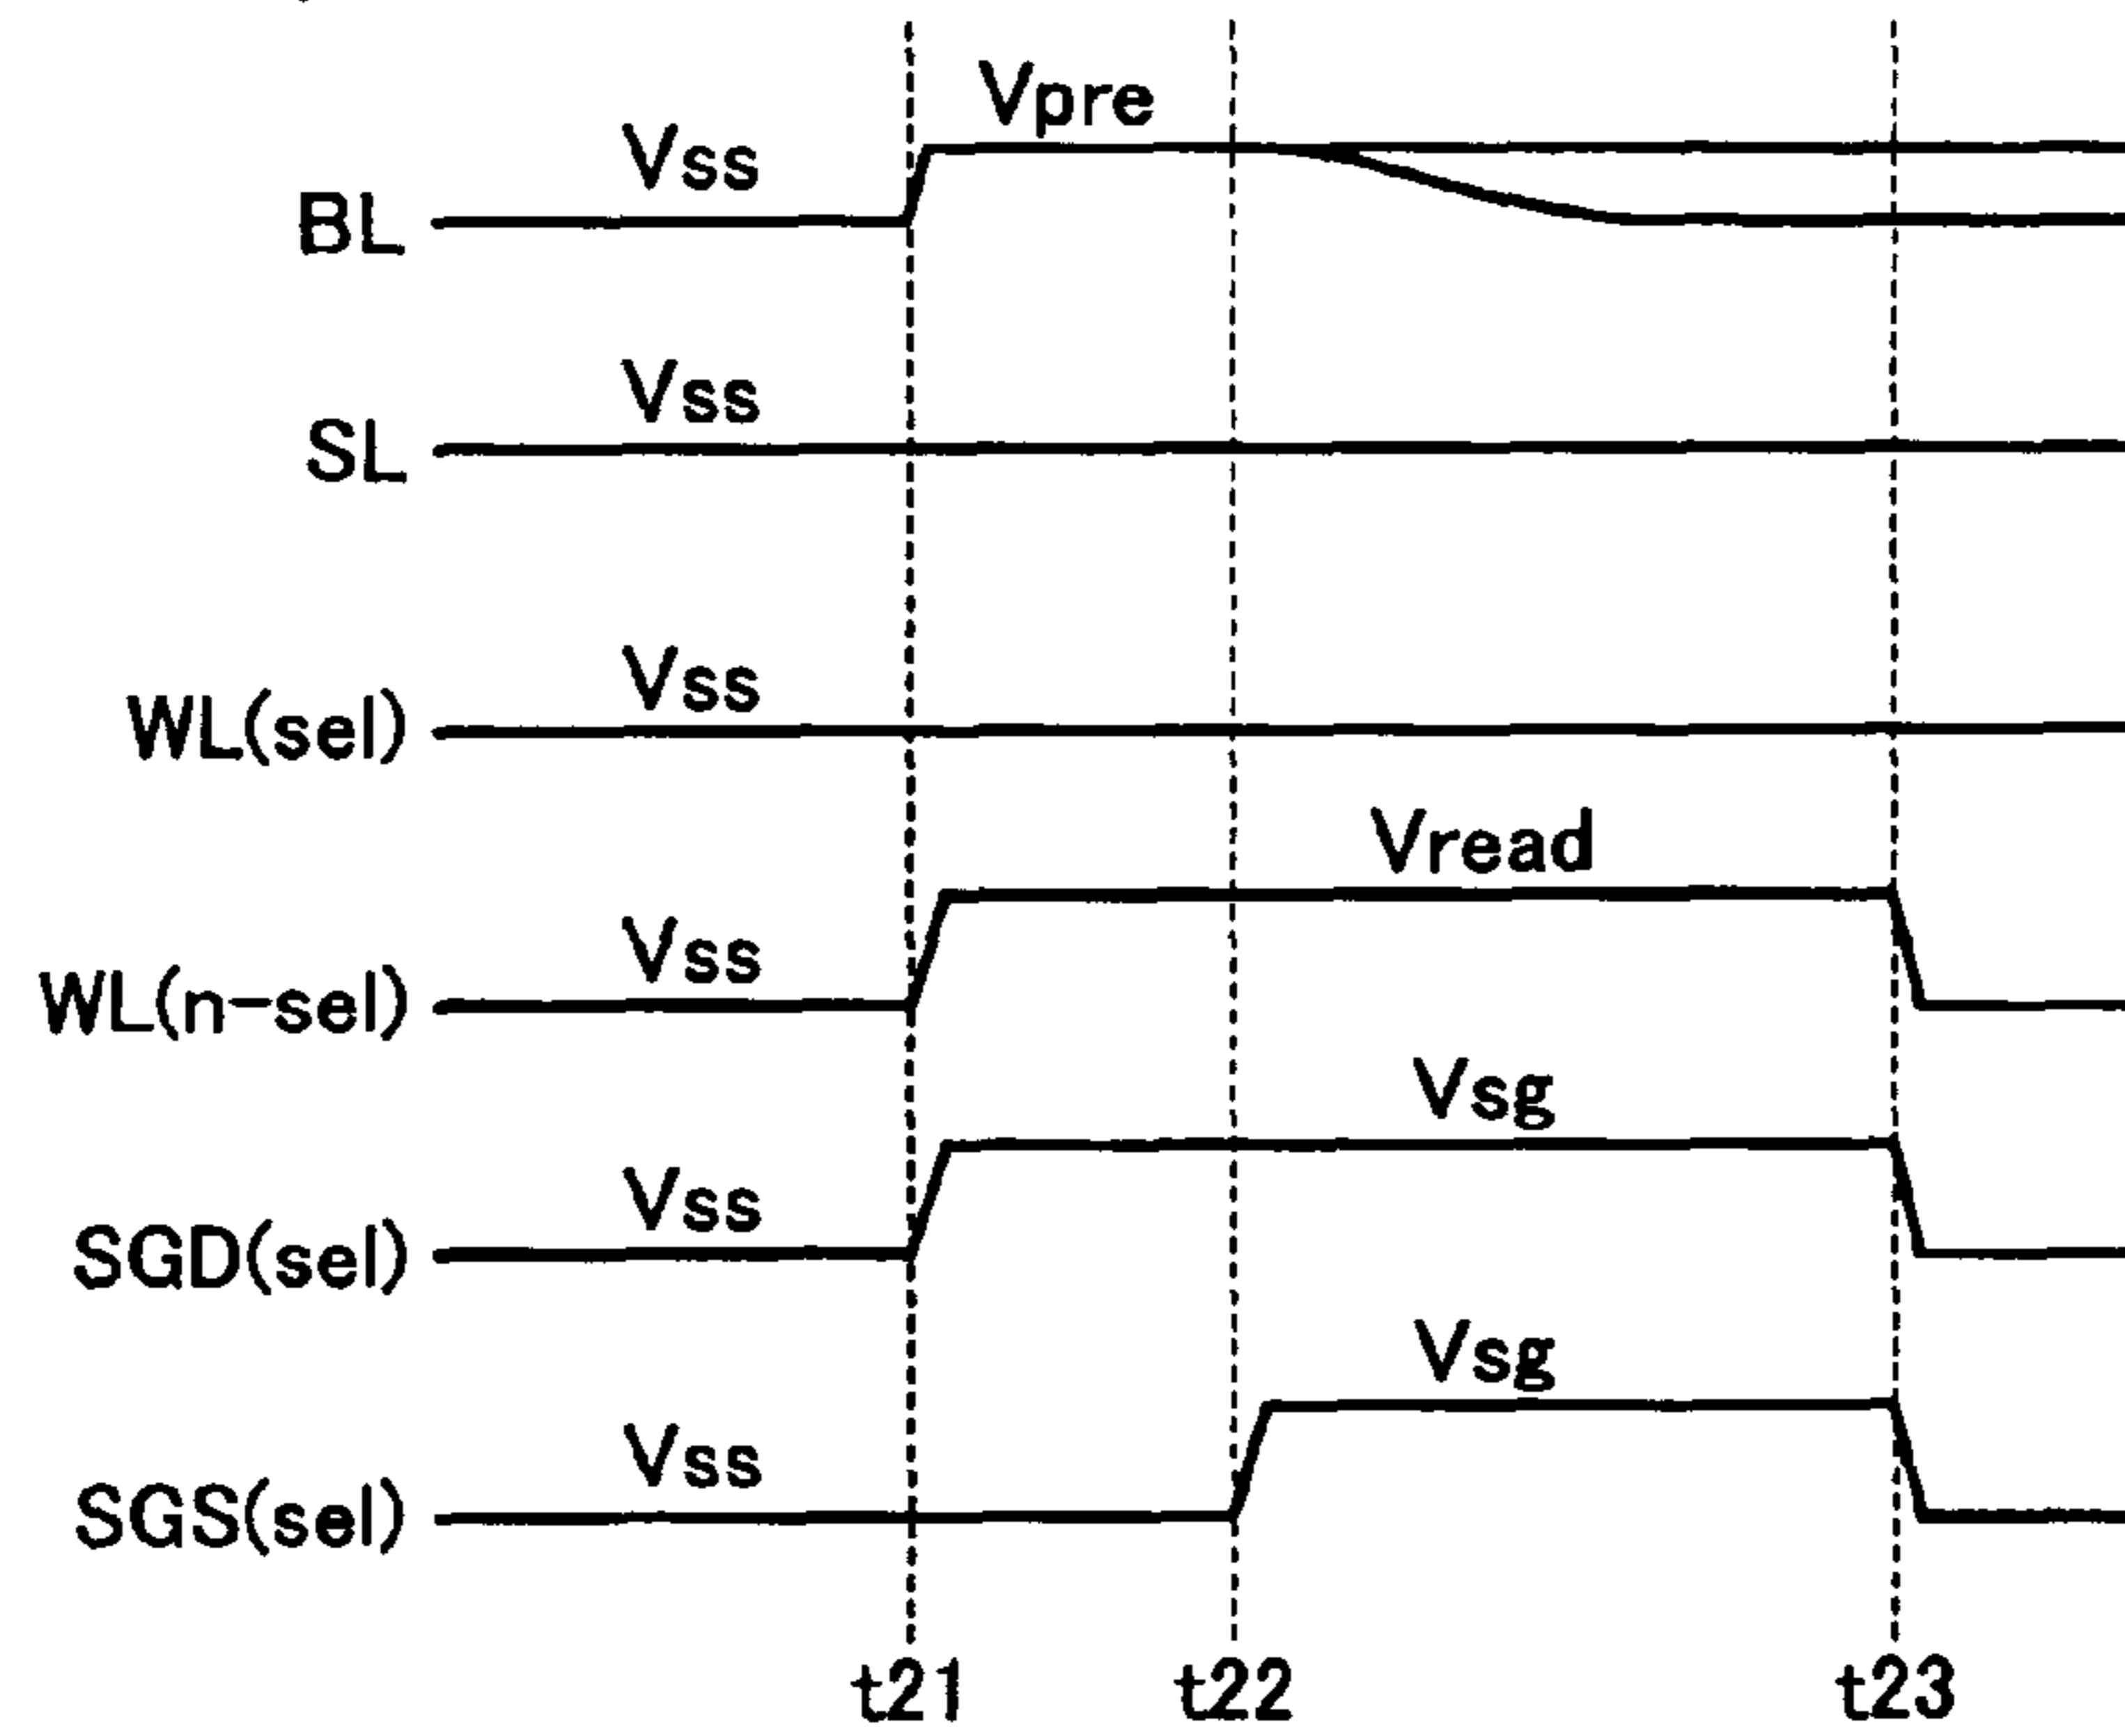 Vpre
Vss
BL
Vss
SL
Vss
WL(sel)
Vread
Vss
WL(n-sel)
Vsg
Vss
SGD(sel)
Vsg
Vss
SGS(sel)
t21 t22 t23